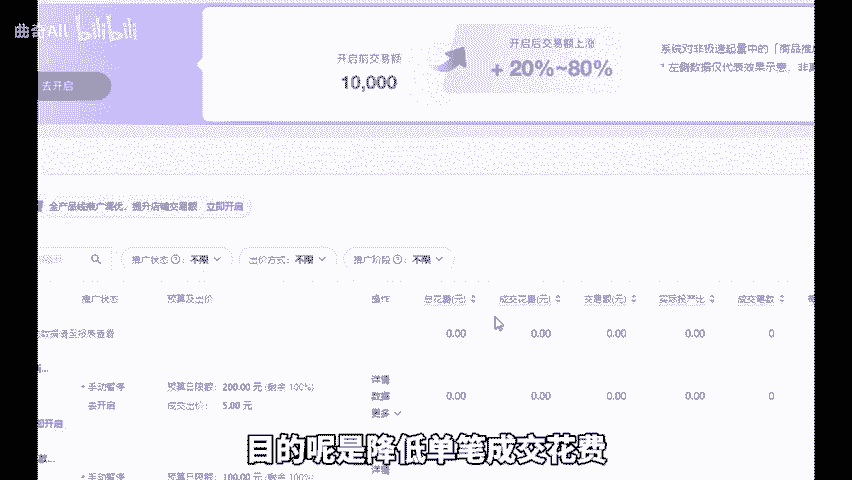 曲奇All bilibili
开启前交易额
10,000
开启后交易额上涨
+ 20%~80%
系统对非极速起量中的「商品推
* 左侧数据仅代表效果示意，非
去开启
全产品线推广调优，提升店铺交易额 立即开启
推广状态 ? : 不限
出价方式: 不限
推广阶段 ? : 不限
推广状态 预算及出价 操作 总花费(元) 成交花费(元) 交易额(元) 实际投产比 成交笔数
0.00 0.00 0.00 0.00 0
手动暂停 预算日限额: 200.00 元 (剩余 100%) 详情
去开启 成交出价: 5.00 元 数据 0.00 0.00 0.00 0.00 0
即开启 更多
手动暂停 预算日限额: 100.00 元 (剩余 100%) 详情
目的呢是降低单笔成交花费